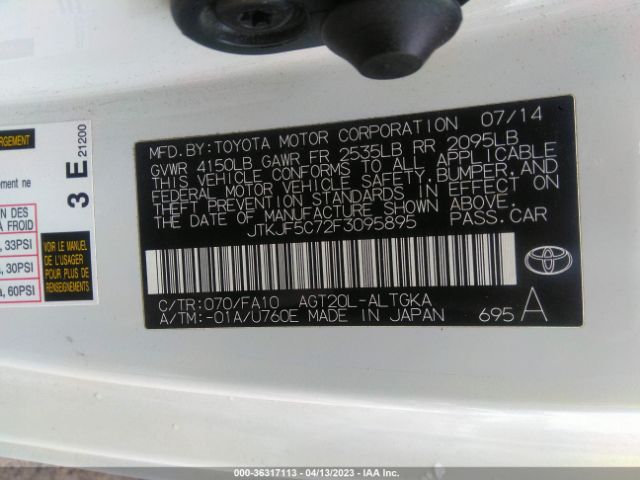 RGEMENT
ement ne
N DES
A FROID
, 33PSI
a, 30PSI
a, 60PSI
VOIR LE MANUEL
DE L'USAGER
POUR PLUS DE
RENSEIGNEMENTS
3 E
21200
MFD. BY: TOYOTA MOTOR CORPORATION 07/14
GVWR 4150LB GAWR FR 2535LB RR 2095LB
THIS VEHICLE CONFORMS TO ALL APPLICABLE
FEDERAL MOTOR VEHICLE SAFETY, BUMPER, AND
THEFT PREVENTION STANDARDS IN EFFECT ON
THE DATE OF MANUFACTURE SHOWN ABOVE.
JTKJF5C72F3095895 PASS.CAR
C/TR:070/FA10 AGT20L-ALTGKA
A/TM:-01A/U760E MADE IN JAPAN 695 A
000-36317113 - 04/13/2023 - IAA Inc.